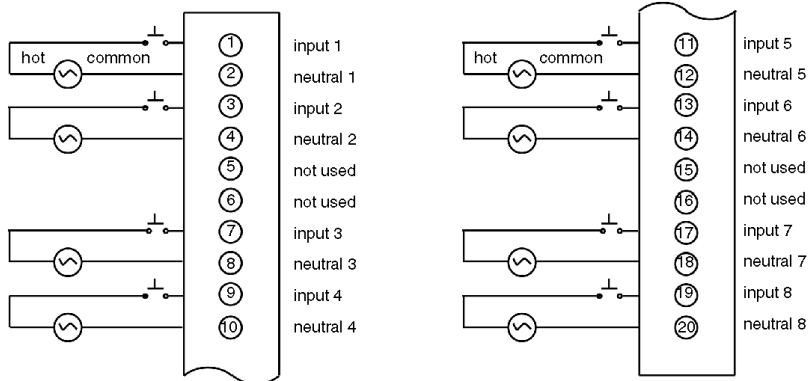 hot common
1 input 1
2 neutral 1
3 input 2
4 neutral 2
5 not used
6 not used
7 input 3
8 neutral 3
9 input 4
10 neutral 4
hot common
11 input 5
12 neutral 5
13 input 6
14 neutral 6
15 not used
16 not used
17 input 7
18 neutral 7
19 input 8
20 neutral 8